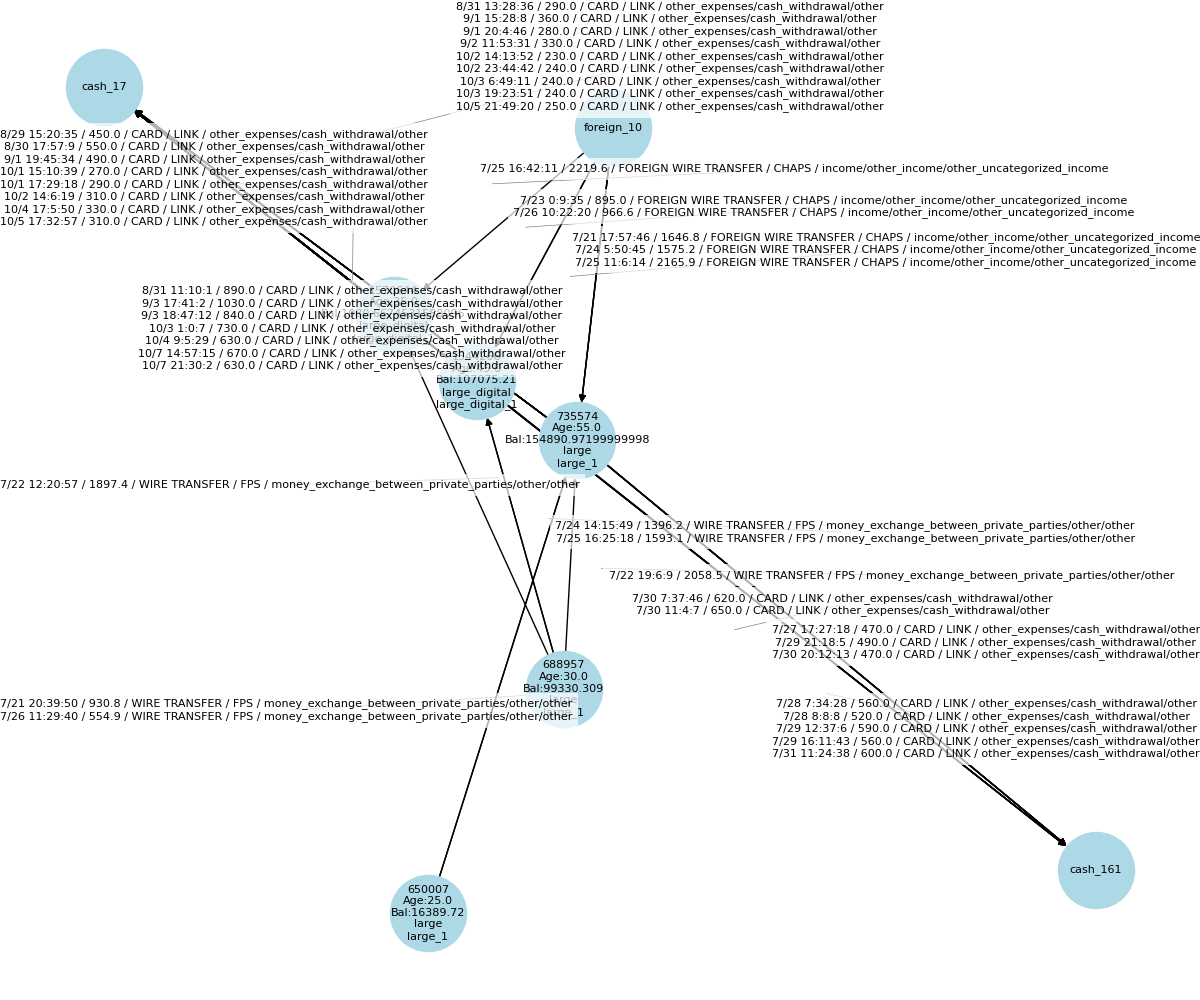 8/31 13:28:36 / 290.0 / CARD / LINK / other_expenses/cash_withdrawal/other
9/1 15:28:8 / 360.0 / CARD / LINK / other_expenses/cash_withdrawal/other
9/1 20:4:46 / 280.0 / CARD / LINK / other_expenses/cash_withdrawal/other
9/2 11:53:31 / 330.0 / CARD / LINK / other_expenses/cash_withdrawal/other
10/2 14:13:52 / 230.0 / CARD / LINK / other_expenses/cash_withdrawal/other
10/2 23:44:42 / 240.0 / CARD / LINK / other_expenses/cash_withdrawal/other
10/3 6:49:11 / 240.0 / CARD / LINK / other_expenses/cash_withdrawal/other
10/3 19:23:51 / 240.0 / CARD / LINK / other_expenses/cash_withdrawal/other
10/5 21:49:20 / 250.0 / CARD / LINK / other_expenses/cash_withdrawal/other
cash_17
foreign_10
8/29 15:20:35 / 450.0 / CARD / LINK / other_expenses/cash_withdrawal/other
8/30 17:57:9 / 550.0 / CARD / LINK / other_expenses/cash_withdrawal/other
9/1 19:45:34 / 490.0 / CARD / LINK / other_expenses/cash_withdrawal/other
10/1 15:10:39 / 270.0 / CARD / LINK / other_expenses/cash_withdrawal/other
10/1 17:29:18 / 290.0 / CARD / LINK / other_expenses/cash_withdrawal/other
10/2 14:6:19 / 310.0 / CARD / LINK / other_expenses/cash_withdrawal/other
10/4 17:5:50 / 330.0 / CARD / LINK / other_expenses/cash_withdrawal/other
10/5 17:32:57 / 310.0 / CARD / LINK / other_expenses/cash_withdrawal/other
7/25 16:42:11 / 2219.6 / FOREIGN WIRE TRANSFER / CHAPS / income/other_income/other_uncategorized_income
7/23 0:9:35 / 895.0 / FOREIGN WIRE TRANSFER / CHAPS / income/other_income/other_uncategorized_income
7/26 10:22:20 / 966.6 / FOREIGN WIRE TRANSFER / CHAPS / income/other_income/other_uncategorized_income
7/21 17:57:46 / 1646.8 / FOREIGN WIRE TRANSFER / CHAPS / income/other_income/other_uncategorized_income
7/24 5:50:45 / 1575.2 / FOREIGN WIRE TRANSFER / CHAPS / income/other_income/other_uncategorized_income
7/25 11:6:14 / 2165.9 / FOREIGN WIRE TRANSFER / CHAPS / income/other_income/other_uncategorized_income
8/31 11:10:1 / 890.0 / CARD / LINK / other_expenses/cash_withdrawal/other
9/3 17:41:2 / 1030.0 / CARD / LINK / other_expenses/cash_withdrawal/other
9/3 18:47:12 / 840.0 / CARD / LINK / other_expenses/cash_withdrawal/other
10/3 1:0:7 / 730.0 / CARD / LINK / other_expenses/cash_withdrawal/other
10/4 9:5:29 / 630.0 / CARD / LINK / other_expenses/cash_withdrawal/other
10/7 14:57:15 / 670.0 / CARD / LINK / other_expenses/cash_withdrawal/other
10/7 21:30:2 / 630.0 / CARD / LINK / other_expenses/cash_withdrawal/other
Bal:107075.21
large_digital
large_digital_1
735574
Age:55.0
Bal:154890.97199999998
large
large_1
7/22 12:20:57 / 1897.4 / WIRE TRANSFER / FPS / money_exchange_between_private_parties/other/other
7/24 14:15:49 / 1396.2 / WIRE TRANSFER / FPS / money_exchange_between_private_parties/other/other
7/25 16:25:18 / 1593.1 / WIRE TRANSFER / FPS / money_exchange_between_private_parties/other/other
7/22 19:6:9 / 2058.5 / WIRE TRANSFER / FPS / money_exchange_between_private_parties/other/other
7/30 7:37:46 / 620.0 / CARD / LINK / other_expenses/cash_withdrawal/other
7/30 11:4:7 / 650.0 / CARD / LINK / other_expenses/cash_withdrawal/other
7/27 17:27:18 / 470.0 / CARD / LINK / other_expenses/cash_withdrawal/other
7/29 21:18:5 / 490.0 / CARD / LINK / other_expenses/cash_withdrawal/other
7/30 20:12:13 / 470.0 / CARD / LINK / other_expenses/cash_withdrawal/other
688957
Age:30.0
Bal:99330.309
large
large_1
7/21 20:39:50 / 930.8 / WIRE TRANSFER / FPS / money_exchange_between_private_parties/other/other
7/26 11:29:40 / 554.9 / WIRE TRANSFER / FPS / money_exchange_between_private_parties/other/other
7/28 7:34:28 / 560.0 / CARD / LINK / other_expenses/cash_withdrawal/other
7/28 8:8:8 / 520.0 / CARD / LINK / other_expenses/cash_withdrawal/other
7/29 12:37:6 / 590.0 / CARD / LINK / other_expenses/cash_withdrawal/other
7/29 16:11:43 / 560.0 / CARD / LINK / other_expenses/cash_withdrawal/other
7/31 11:24:38 / 600.0 / CARD / LINK / other_expenses/cash_withdrawal/other
cash_161
650007
Age:25.0
Bal:16389.72
large
large_1